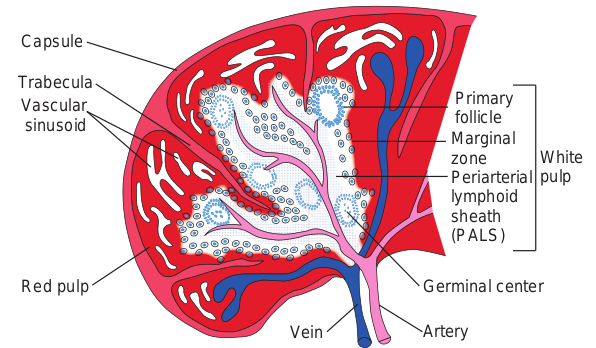 Capsule
Trabecula
Vascular
sinusoid
Red pulp
Vein
Artery
Germinal center
Primary
follicle
Marginal
zone
Periarterial
lymphoid
sheath
(PALS)
White
pulp